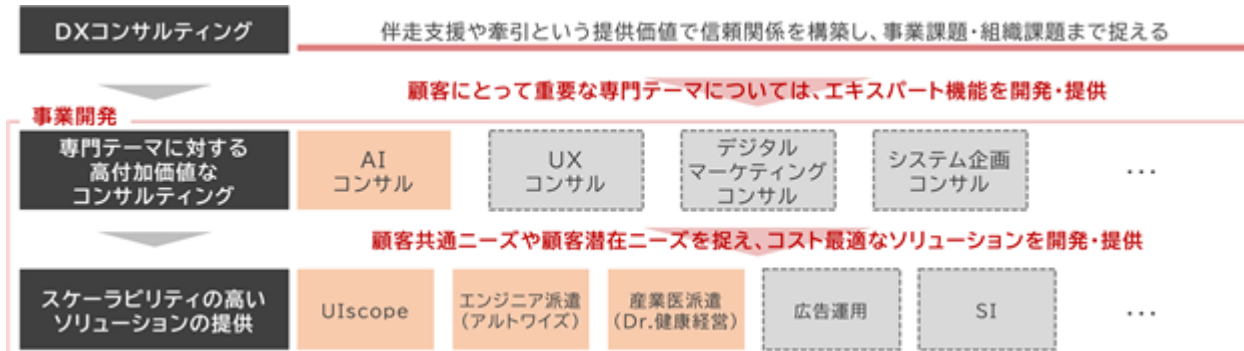 DXコンサルティング
伴走支援や牽引という提供価値で信頼関係を構築し、事業課題・組織課題まで捉える
顧客にとって重要な専門テーマについては、エキスパート機能を開発・提供
事業開発
専門テーマに対する
高付加価値な
コンサルティング
AI
コンサル
UX
コンサル
デジタル
マーケティング
コンサル
システム企画
コンサル
…
顧客共通ニーズや顧客潜在ニーズを捉え、コスト最適なソリューションを開発・提供
スケーラビリティの高い
ソリューションの提供
UIscope
エンジニア派遣
(アルトワイズ)
産業医派遣
(Dr.健康経営)
広告運用
SI
…